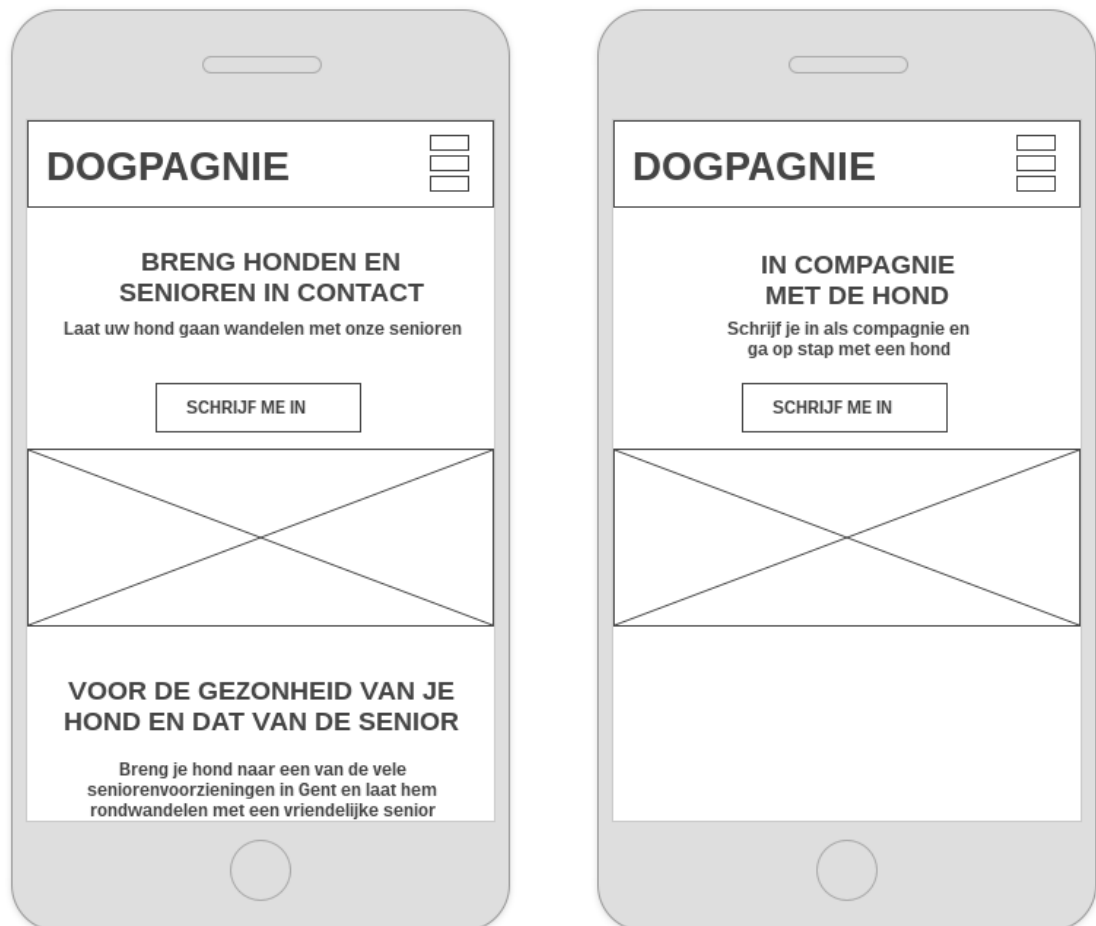 DOGPAGNIE
BRENG HONDEN EN
SENIOREN IN CONTACT
Laat uw hond gaan wandelen met onze senioren
SCHRIJF ME IN
VOOR DE GEZONHEID VAN JE
HOND EN DAT VAN DE SENIOR
Breng je hond naar een van de vele
seniorenvoorzieningen in Gent en laat hem
rondwandelen met een vriendelijke senior
DOGPAGNIE
IN COMPAGNIE
MET DE HOND
Schrijf je in als compagnie en
ga op stap met een hond
SCHRIJF ME IN